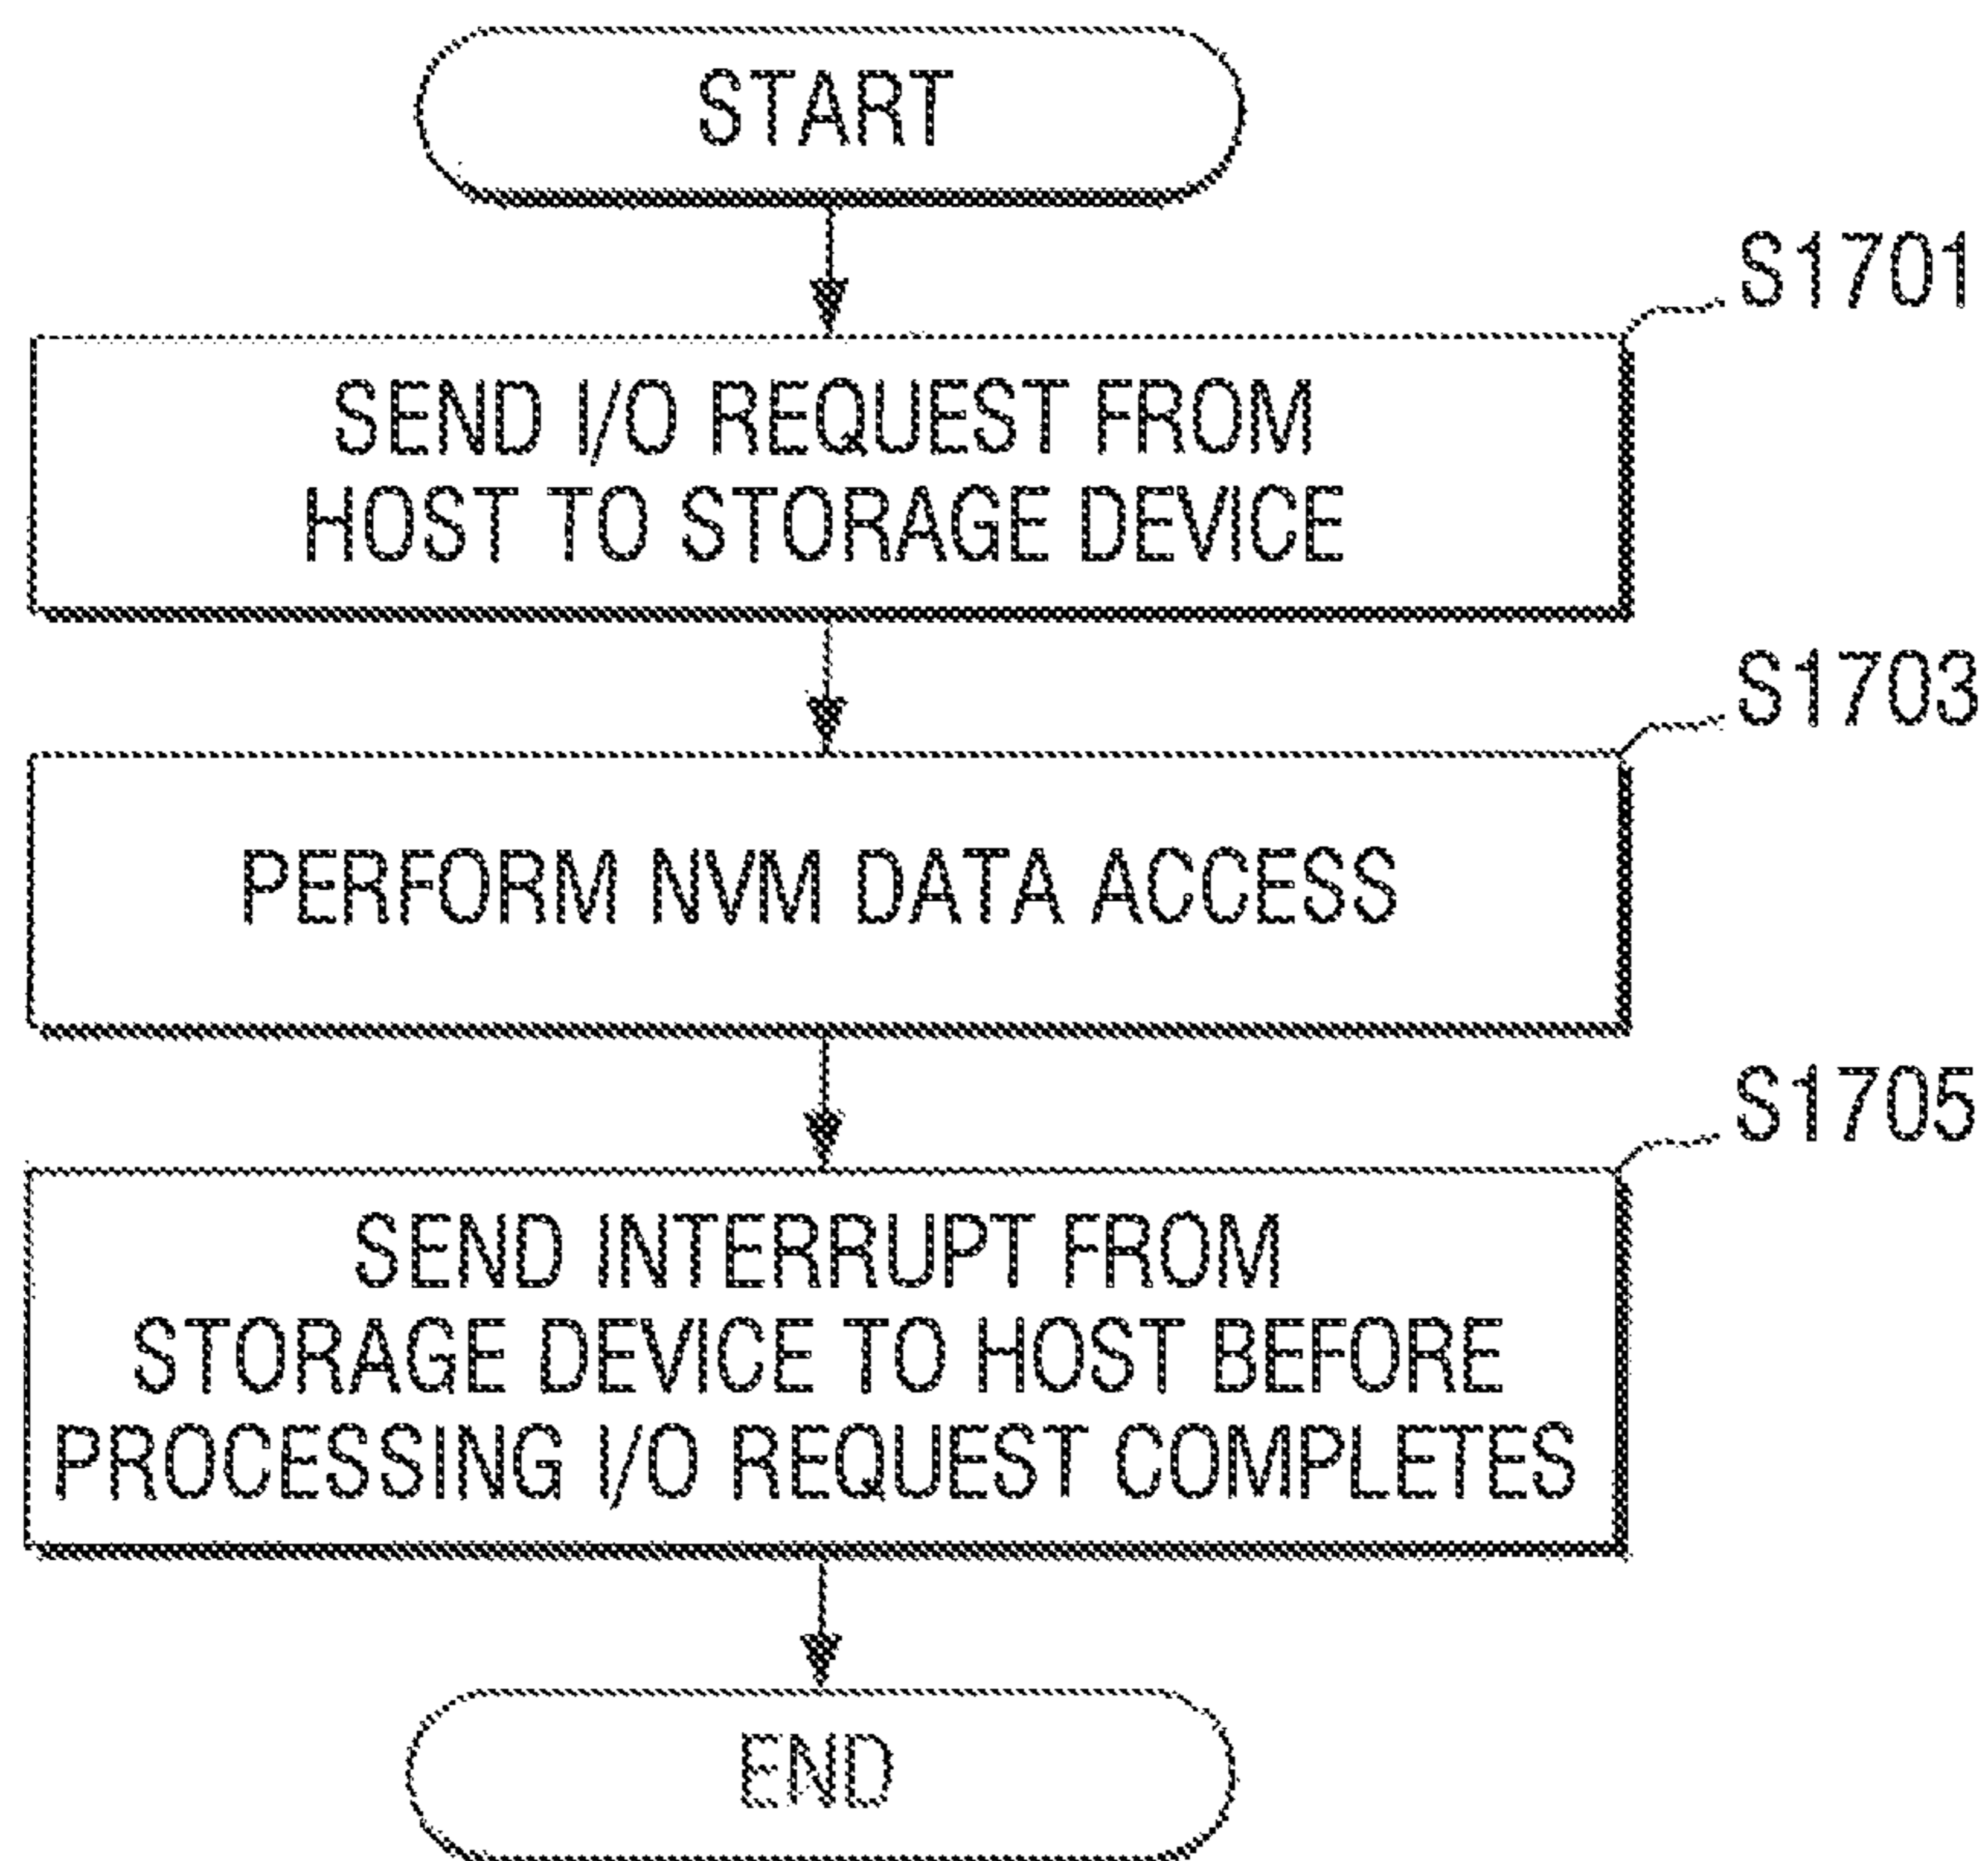 START
S1701
SEND I/O REQUEST FROM
HOST TO STORAGE DEVICE
S1703
PERFORM NVM DATA ACCESS
S1705
SEND INTERRUPT FROM
STORAGE DEVICE TO HOST BEFORE
PROCESSING I/O REQUEST COMPLETES
END